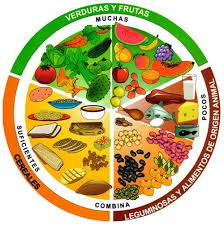 VERDURAS Y FRUTAS
MUCHAS
POCOS
LEGUMINOSAS Y ALIMENTOS DE ORIGEN ANIMAL
COMBINA
SUFICIENTES
CEREALES